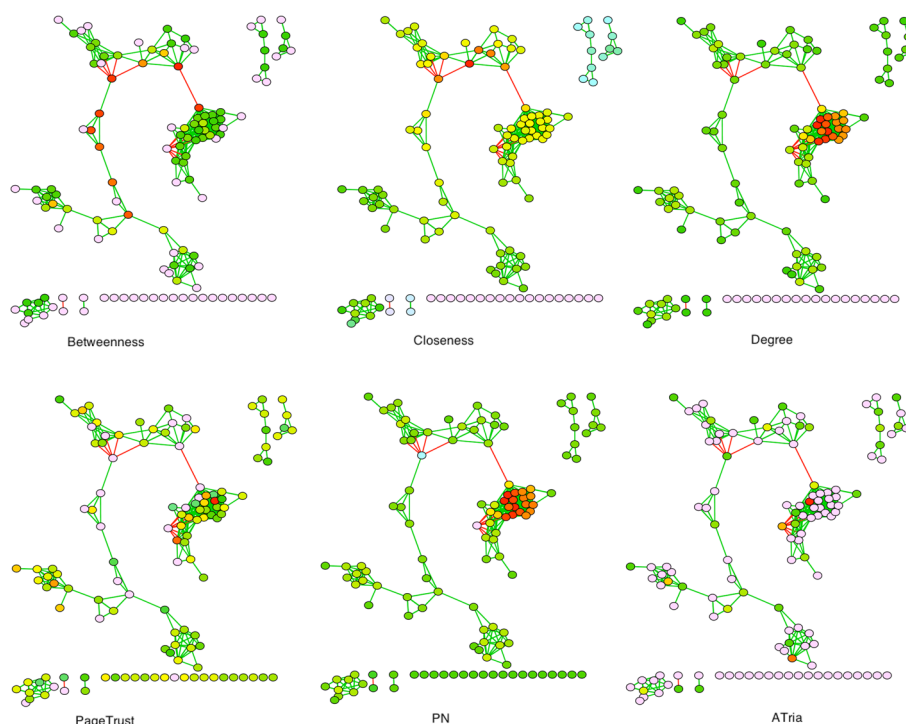 Betweenness
Closeness
Degree
PageTrust
PN
ATria